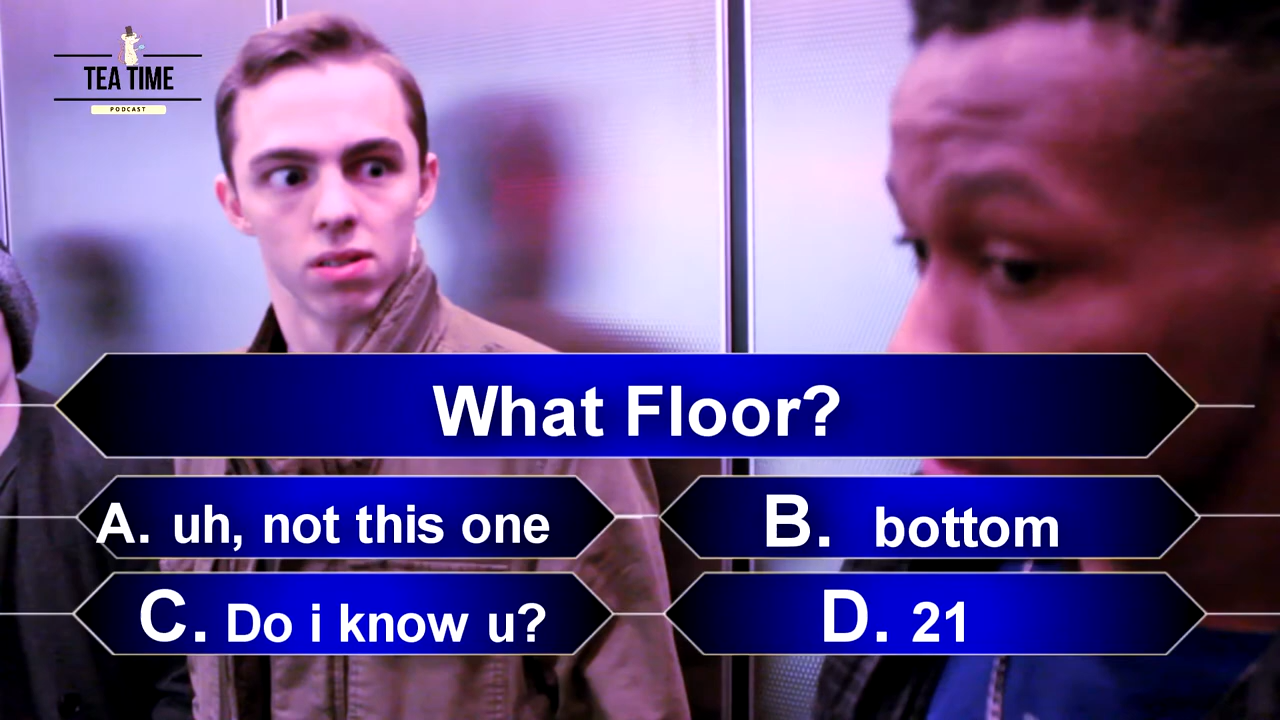 TEA TIME
PODCAST
What Floor?
A. uh, not this one
B. bottom
C. Do i know u?
D. 21